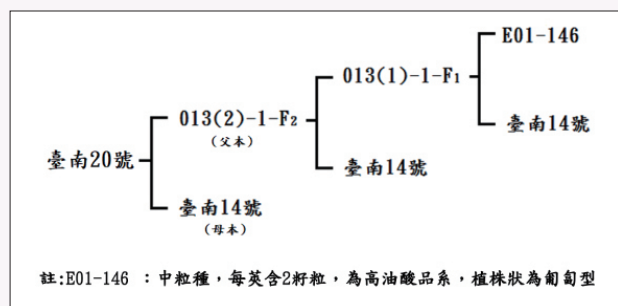 E01-146
013(1)-1-F₁
013(2)-1-F₂
臺南14號
(父本)
臺南20號
臺南14號
臺南14號
(母本)
註:E01-146 ：中粒種，每莢含2籽粒，為高油酸品系，植株狀為匍匐型